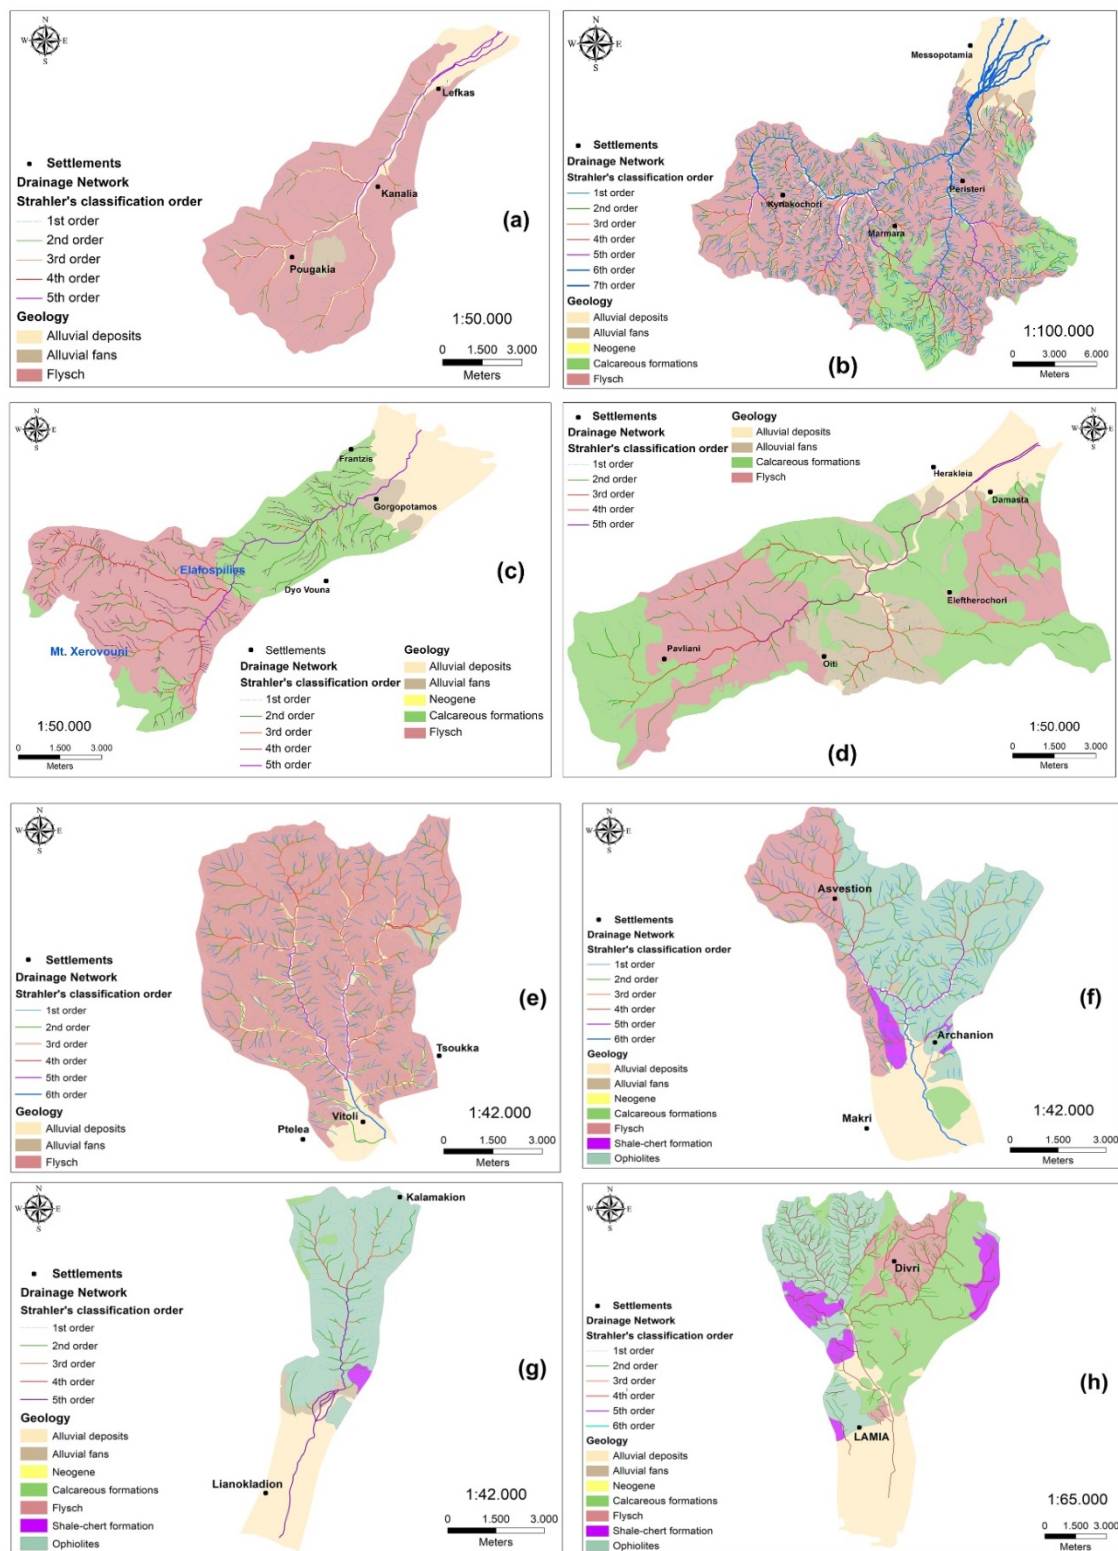 N
W E
S
Lefkas
Settlements
Drainage Network
Strahler's classification order
1st order
2nd order
3rd order
4th order
5th order
Geology
Alluvial deposits
Alluvial fans
Flysch
Kanalia
(a)
Pougakia
1:50.000
0 1.500 3.000
Meters
N
W E
S
Messopotamia
Settlements
Drainage Network
Strahler's classification order
1st order
2nd order
3rd order
4th order
5th order
6th order
7th order
Geology
Alluvial deposits
Alluvial fans
Neogene
Calcareous formations
Flysch
Kynakochori
Peristeri
Marmara
(b)
1:100.000
0 3.000 6.000
Meters
N
W E
S
Frantzis
Gorgopotamos
Elafospilies
Dyo Vouna
(c)
Mt. Xerovouni
1:50.000
0 1.500 3.000
Meters
Settlements
Drainage Network
Strahler's classification order
1st order
2nd order
3rd order
4th order
5th order
Geology
Alluvial deposits
Alluvial fans
Neogene
Calcareous formations
Flysch
Settlements
Drainage Network
Strahler's classification order
1st order
2nd order
3rd order
4th order
5th order
Geology
Alluvial deposits
Allouvial fans
Calcareous formations
Flysch
N
W E
S
Herakleia
Damasta
Eleftherochori
Pavliani
Oiti
(d)
1:50.000
0 1.500 3.000
Meters
N
W E
S
Settlements
Drainage Network
Strahler's classification order
1st order
2nd order
3rd order
4th order
5th order
6th order
Geology
Alluvial deposits
Alluvial fans
Flysch
(e)
Tsoukka
Vitoli
Ptelea
1:42.000
0 1.500 3.000
Meters
N
W E
S
Asvestion
Settlements
Drainage Network
Strahler's classification order
1st order
2nd order
3rd order
4th order
5th order
6th order
Geology
Alluvial deposits
Alluvial fans
Neogene
Calcareous formations
Flysch
Shale-chert formation
Ophiolites
(f)
Archanion
Makri
1:42.000
0 1.500 3.000
Meters
N
W E
S
Kalamakion
Settlements
Drainage Network
Strahler's classification order
1st order
2nd order
3rd order
4th order
5th order
Geology
Alluvial deposits
Alluvial fans
Neogene
Calcareous formations
Flysch
Shale-chert formation
Ophiolites
(g)
Lianokladion
1:42.000
0 1.500 3.000
Meters
N
W E
S
Divri
Settlements
Drainage Network
Strahler's classification order
1st order
2nd order
3rd order
4th order
5th order
6th order
Geology
Alluvial deposits
Alluvial fans
Neogene
Calcareous formations
Flysch
Shale-chert formation
Ophiolites
(h)
LAMIA
1:65.000
0 1.500 3.000
Meters